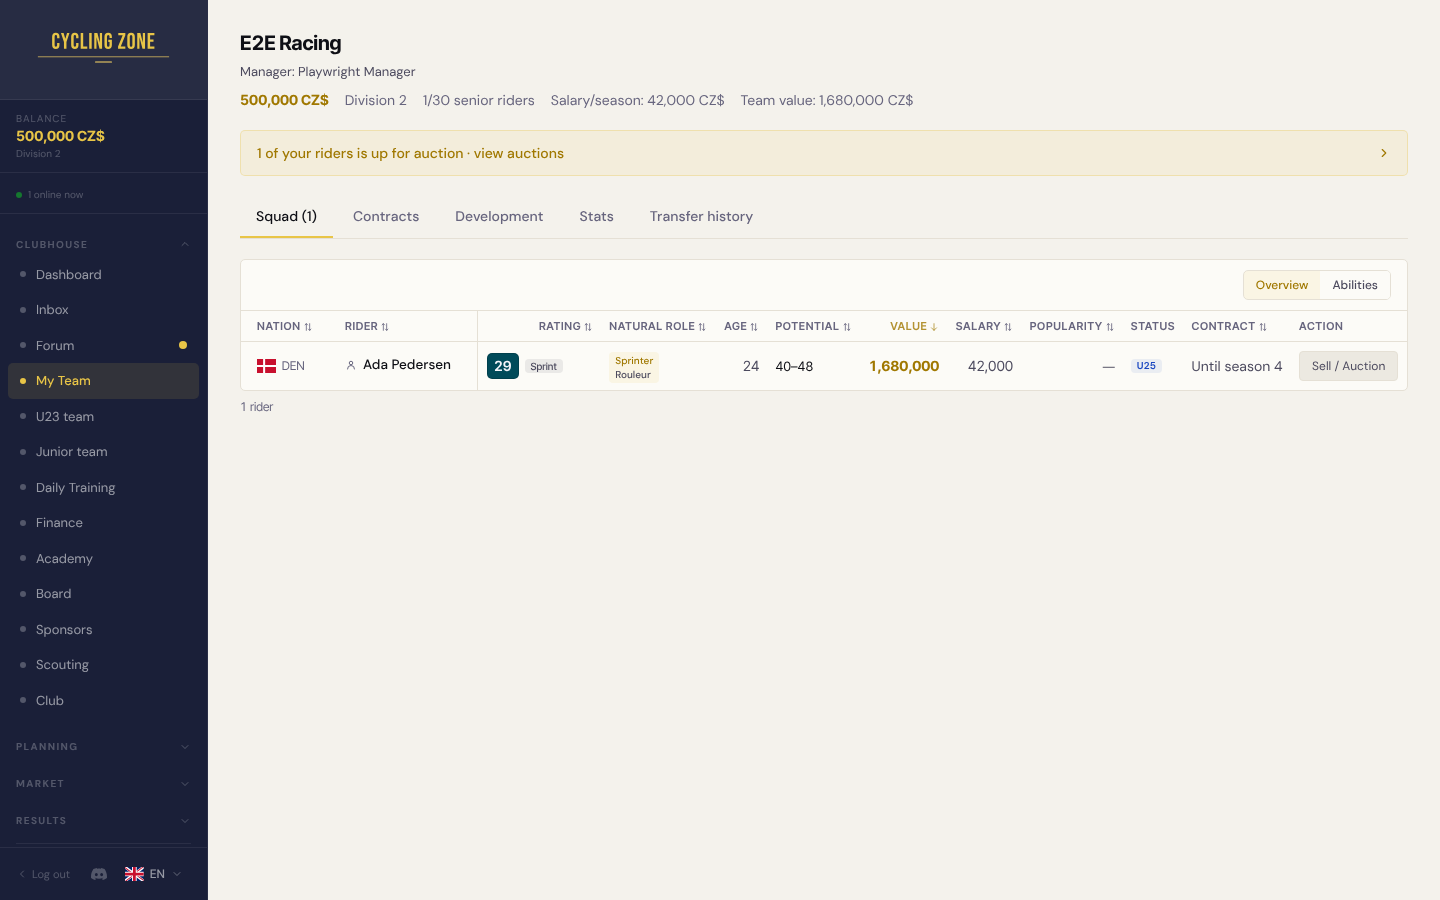 CYCLING ZONE
BALANCE
500,000 CZ$
Division 2
1 online now
CLUBHOUSE
Dashboard
Inbox
Forum
My Team
U23 team
Junior team
Daily Training
Finance
Academy
Board
Sponsors
Scouting
Club
PLANNING
MARKET
RESULTS
Log out EN
E2E Racing
Manager: Playwright Manager
500,000 CZ$ Division 2 1/30 senior riders Salary/season: 42,000 CZ$ Team value: 1,680,000 CZ$
1 of your riders is up for auction · view auctions
Squad (1) Contracts Development Stats Transfer history
Overview Abilities
NATION RIDER RATING NATURAL ROLE AGE POTENTIAL VALUE ↓ SALARY POPULARITY STATUS CONTRACT ACTION
DEN Ada Pedersen 29 Sprint Sprinter 24 40–48 1,680,000 42,000 — U25 Until season 4 Sell / Auction
Rouleur
1 rider